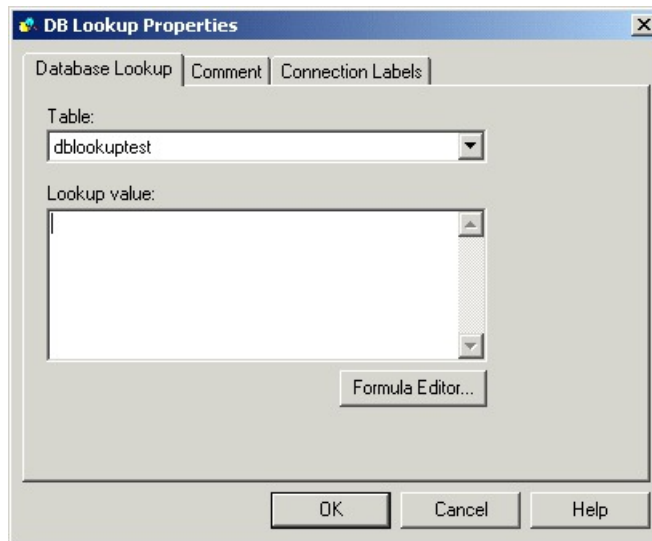 DB Lookup Properties
Database Lookup Comment Connection Labels
Table:
dblookuptest
Lookup value:
Formula Editor...
OK Cancel Help